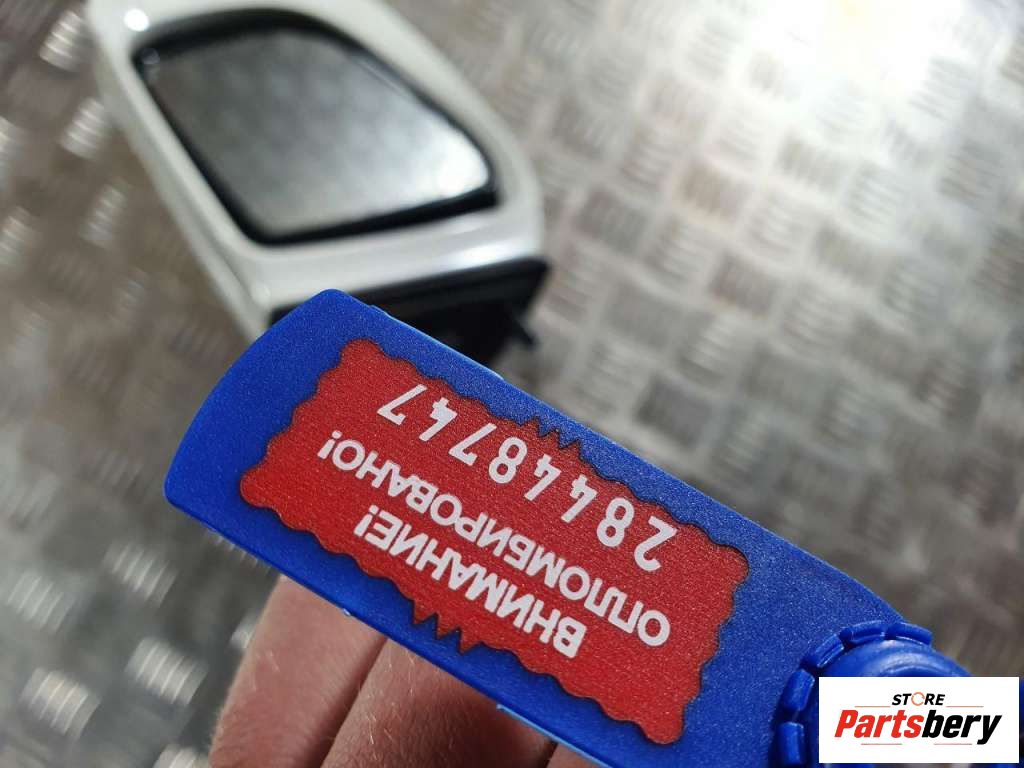 ВНИМАНИЕ!
ОПЛОМБИРОВАНО!
28448747
STORE
Partsbery